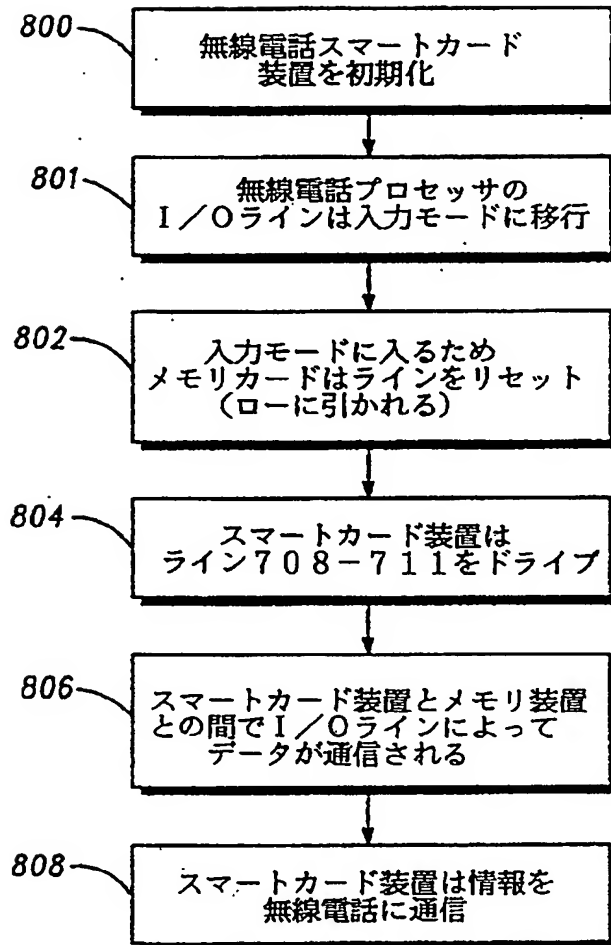 800
無線電話スマートカード
装置を初期化
801
無線電話プロセッサの
I/Oラインは入力モードに移行
802
入力モードに入るため
メモリカードはラインをリセット
(ローに引かれる)
804
スマートカード装置は
ライン708-711をドライブ
806
スマートカード装置とメモリ装置
との間でI/Oラインによって
データが通信される
808
スマートカード装置は情報を
無線電話に通信